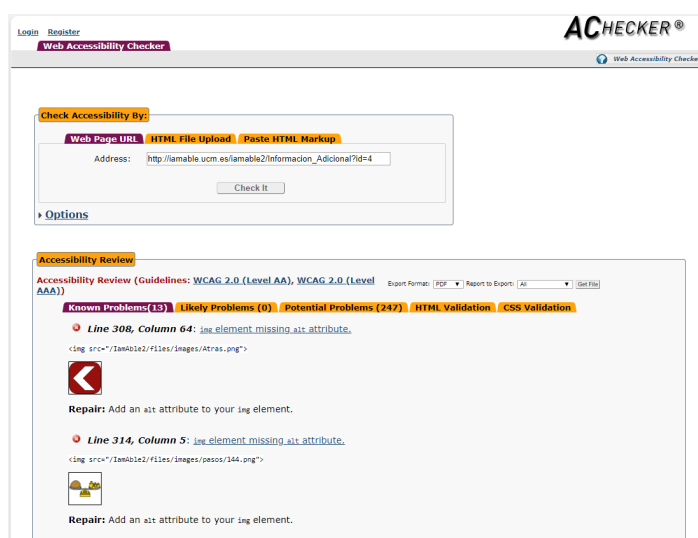 ACHECKER ®
Login Register
Web Accessibility Checker
Web Accessibility Checke
Check Accessibility By:
Web Page URL HTML File Upload Paste HTML Markup
Address: http://iamable.ucm.es/iamable2/Informacion_Adicional?Id=4
Check It
Options
Accessibility Review
Accessibility Review (Guidelines: WCAG 2.0 (Level AA), WCAG 2.0 (Level AAA)) Export Format: PDF Report to Export: All Get File
Known Problems(13) Likely Problems (0) Potential Problems (247) HTML Validation CSS Validation
Line 308, Column 64: img element missing alt attribute.
<img src="/IamAble2/files/images/Atras.png">
Repair: Add an alt attribute to your img element.
Line 314, Column 5: img element missing alt attribute.
<img src="/IamAble2/files/images/pasos/144.png">
Repair: Add an alt attribute to your img element.